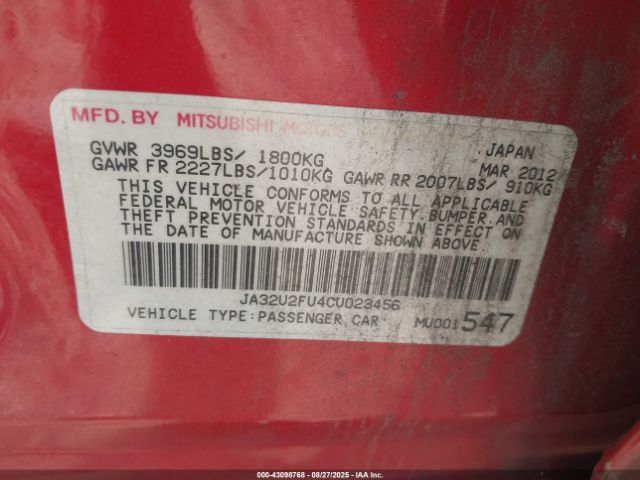 MFD. BY MITSUBISHI MOTORS
GVWR 3969LBS/ 1800KG JAPAN
GAWR FR 2227LBS/1010KG GAWR RR 2007LBS/ 910KG MAR 2012
THIS VEHICLE CONFORMS TO ALL APPLICABLE
FEDERAL MOTOR VEHICLE SAFETY,BUMPER,AND
THEFT PREVENTION STANDARDS IN EFFECT ON
THE DATE OF MANUFACTURE SHOWN ABOVE.
JA32U2FU4CU023456
VEHICLE TYPE:PASSENGER CAR MU001547
000-43098768 - 08/27/2025 - IAA Inc.